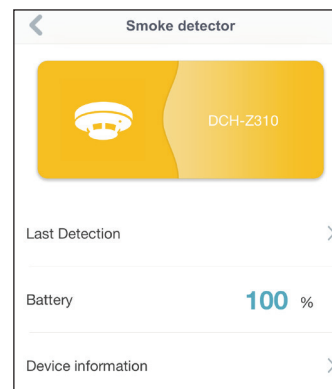 Smoke detector
DCH-Z310
Last Detection
Battery 100 %
Device information